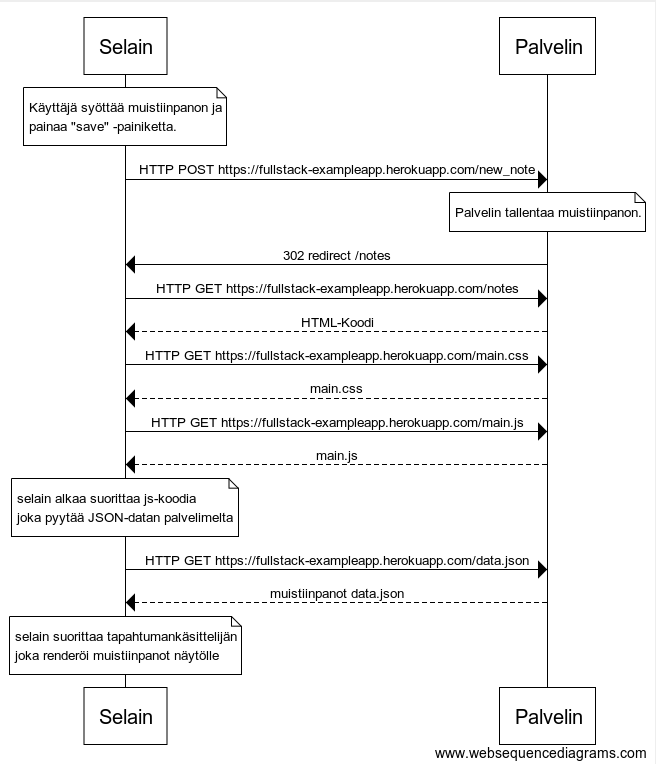 Selain
Palvelin
Käyttäjä syöttää muistiinpanon ja
painaa "save" -painiketta.
HTTP POST https://fullstack-exampleapp.herokuapp.com/new_note
Palvelin tallentaa muistiinpanon.
302 redirect /notes
HTTP GET https://fullstack-exampleapp.herokuapp.com/notes
HTML-Koodi
HTTP GET https://fullstack-exampleapp.herokuapp.com/main.css
main.css
HTTP GET https://fullstack-exampleapp.herokuapp.com/main.js
main.js
selain alkaa suorittaa js-koodia
joka pyytää JSON-datan palvelimelta
HTTP GET https://fullstack-exampleapp.herokuapp.com/data.json
muistiinpanot data.json
selain suorittaa tapahtumankäsittelijän
joka renderöi muistiinpanot näytölle
Selain
Palvelin
www.websequencediagrams.com